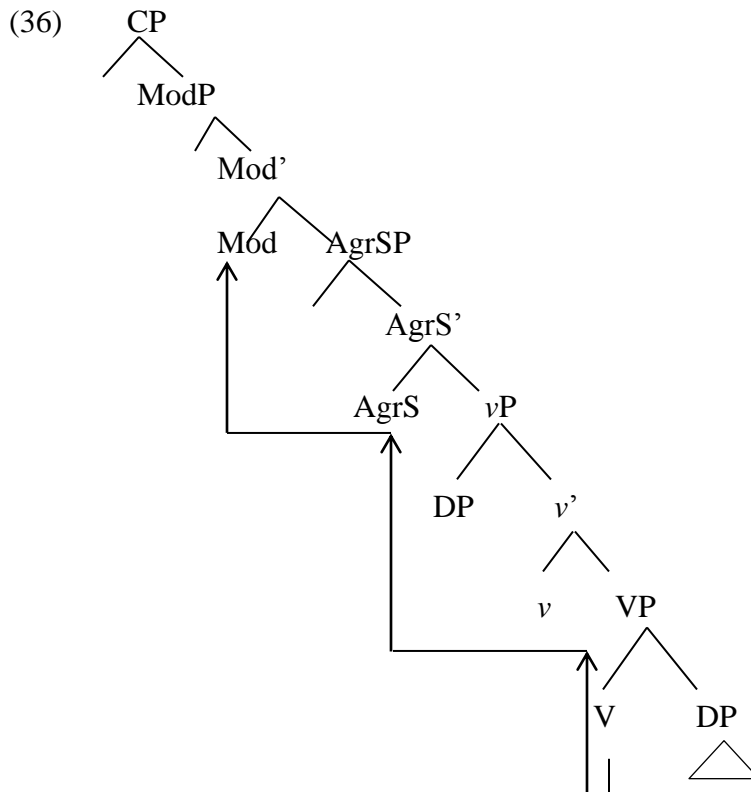 (36) CP
ModP
Mod’
Mod AgrSP
AgrS’
AgrS vP
DP v’
v VP
V DP